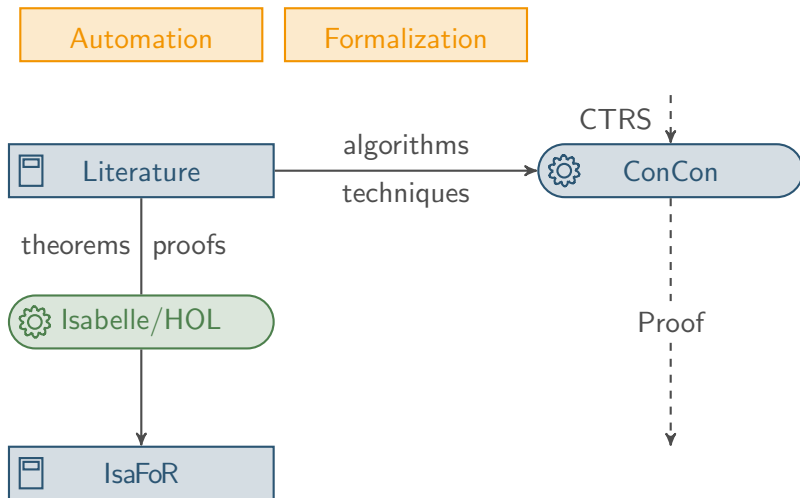 Automation
Formalization
CTRS
Literature
algorithms
techniques
ConCon
theorems
proofs
Isabelle/HOL
Proof
IsaFoR